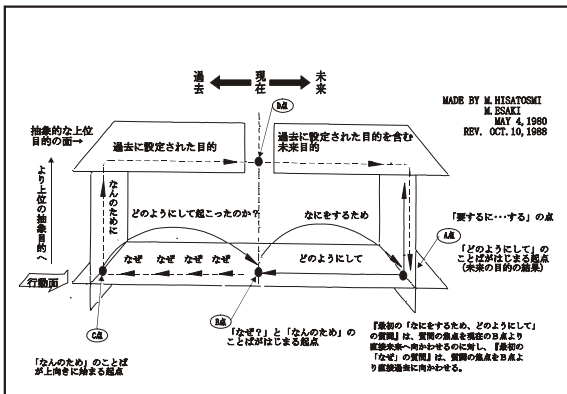 過去 現在 未来
MADE BY M.HISATOSMI
M.ESAKI
MAY 4,1980
REV. OCT.10,1988
D点
抽象的な上位
目的の面→
過去に設定された目的
過去に設定された目的を含む
未来目的
より上位の抽象目的へ
なんのために
どのようにして起こったのか?
なにをするため
「要するに・・・する」の点
A点
「どのようにして」の
ことばがはじまる起点
(未来の目的の結果)
なぜ なぜ なぜ なぜ
どのようにして
行動面
C点
B点
「なぜ?」と「なんのため」の
ことばがはじまる起点
「なんのため」のことば
が上向きに始まる起点
『最初の「なにをするため、どのようにして」
の質問』は、質問の焦点を現在のB点より
直接未来へ向かわせるのに対し、『最初の
「なぜ」の質問』は、質問の焦点をB点よ
り直接過去に向かわせる。